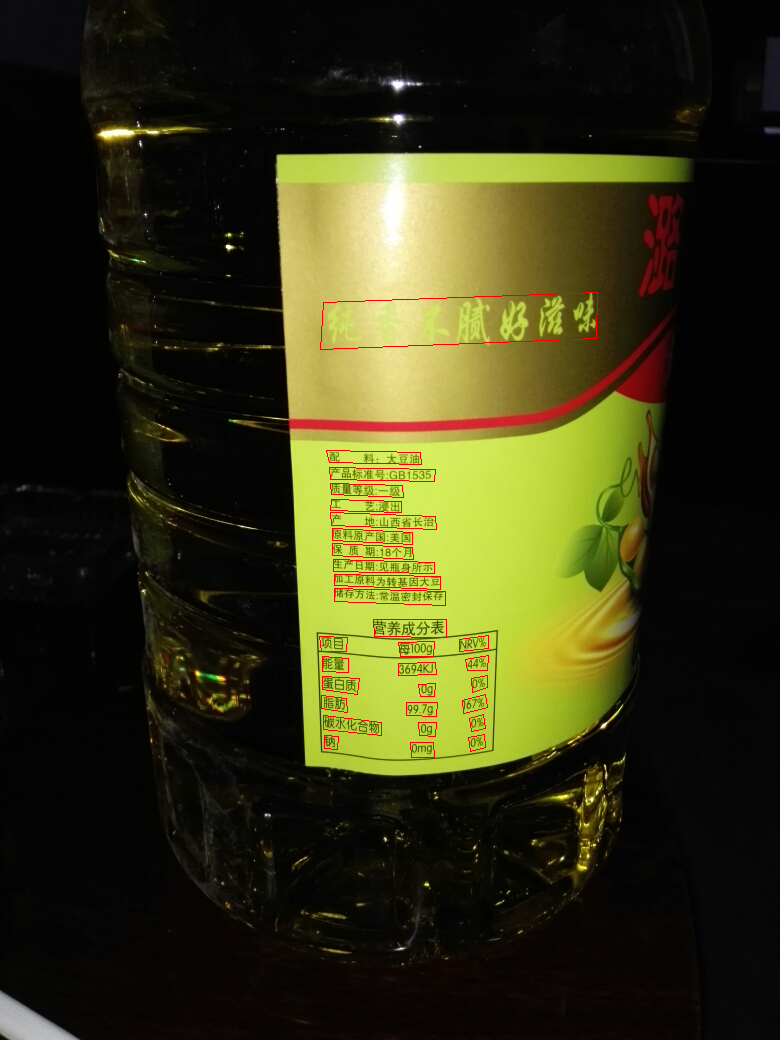 潞
纯香不腻好滋味
配 料：大豆油
产品标准号:GB1535
质量等级:一级
工 艺:浸出
产 地:山西省长治
原料原产国:美国
保 质 期:18个月
生产日期:见瓶身所示
加工原料为转基因大豆
储存方法:常温密封保存
营养成分表
项目 每100g NRV%
能量 3694KJ 44%
蛋白质 0g 0%
脂肪 99.7g 167%
碳水化合物 0g 0%
钠 0mg 0%